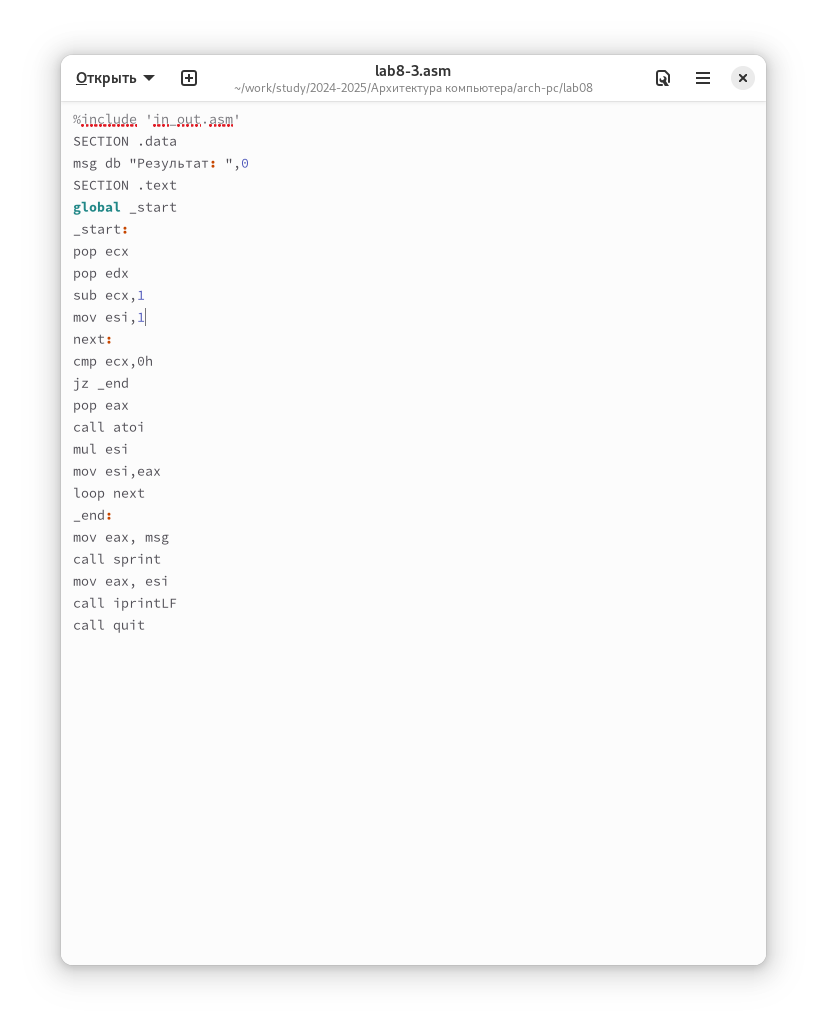 Открыть
lab8-3.asm
~/work/study/2024-2025/Архитектура компьютера/arch-pc/lab08
%include 'in_out.asm'
SECTION .data
msg db "Результат: ",0
SECTION .text
global _start
_start:
pop ecx
pop edx
sub ecx,1
mov esi,1
next:
cmp ecx,0h
jz _end
pop eax
call atoi
mul esi
mov esi,eax
loop next
_end:
mov eax, msg
call sprint
mov eax, esi
call iprintLF
call quit